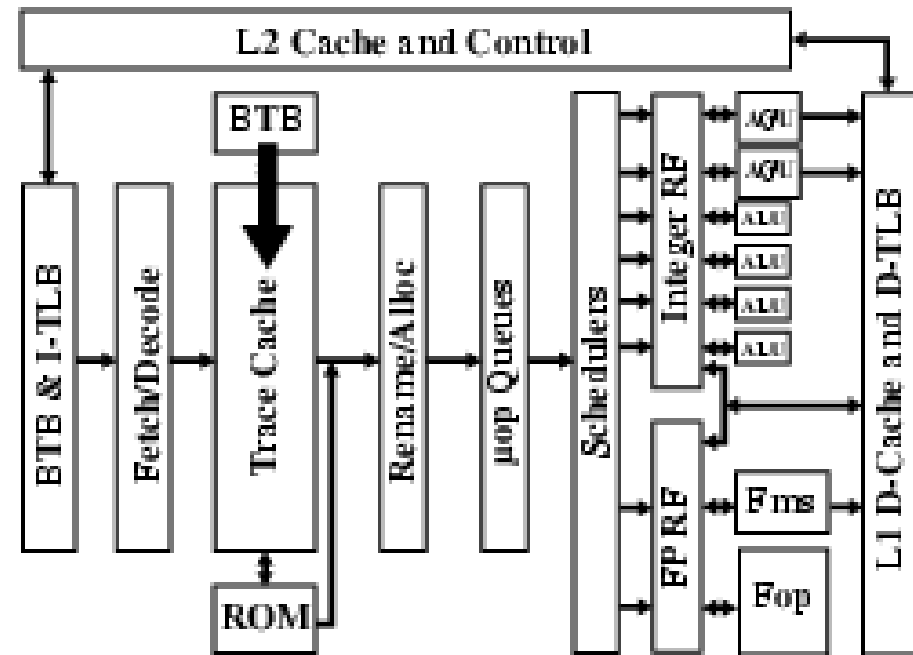 L2 Cache and Control
BTB
BTB & I-TLB
Fetch/Decode
Trace Cache
ROM
Rename/Alloc
µop Queues
Schedulers
Integer RF
FP RF
AGU
AGU
ALU
ALU
ALU
ALU
Fms
Fop
L1 D-Cache and D-TLB